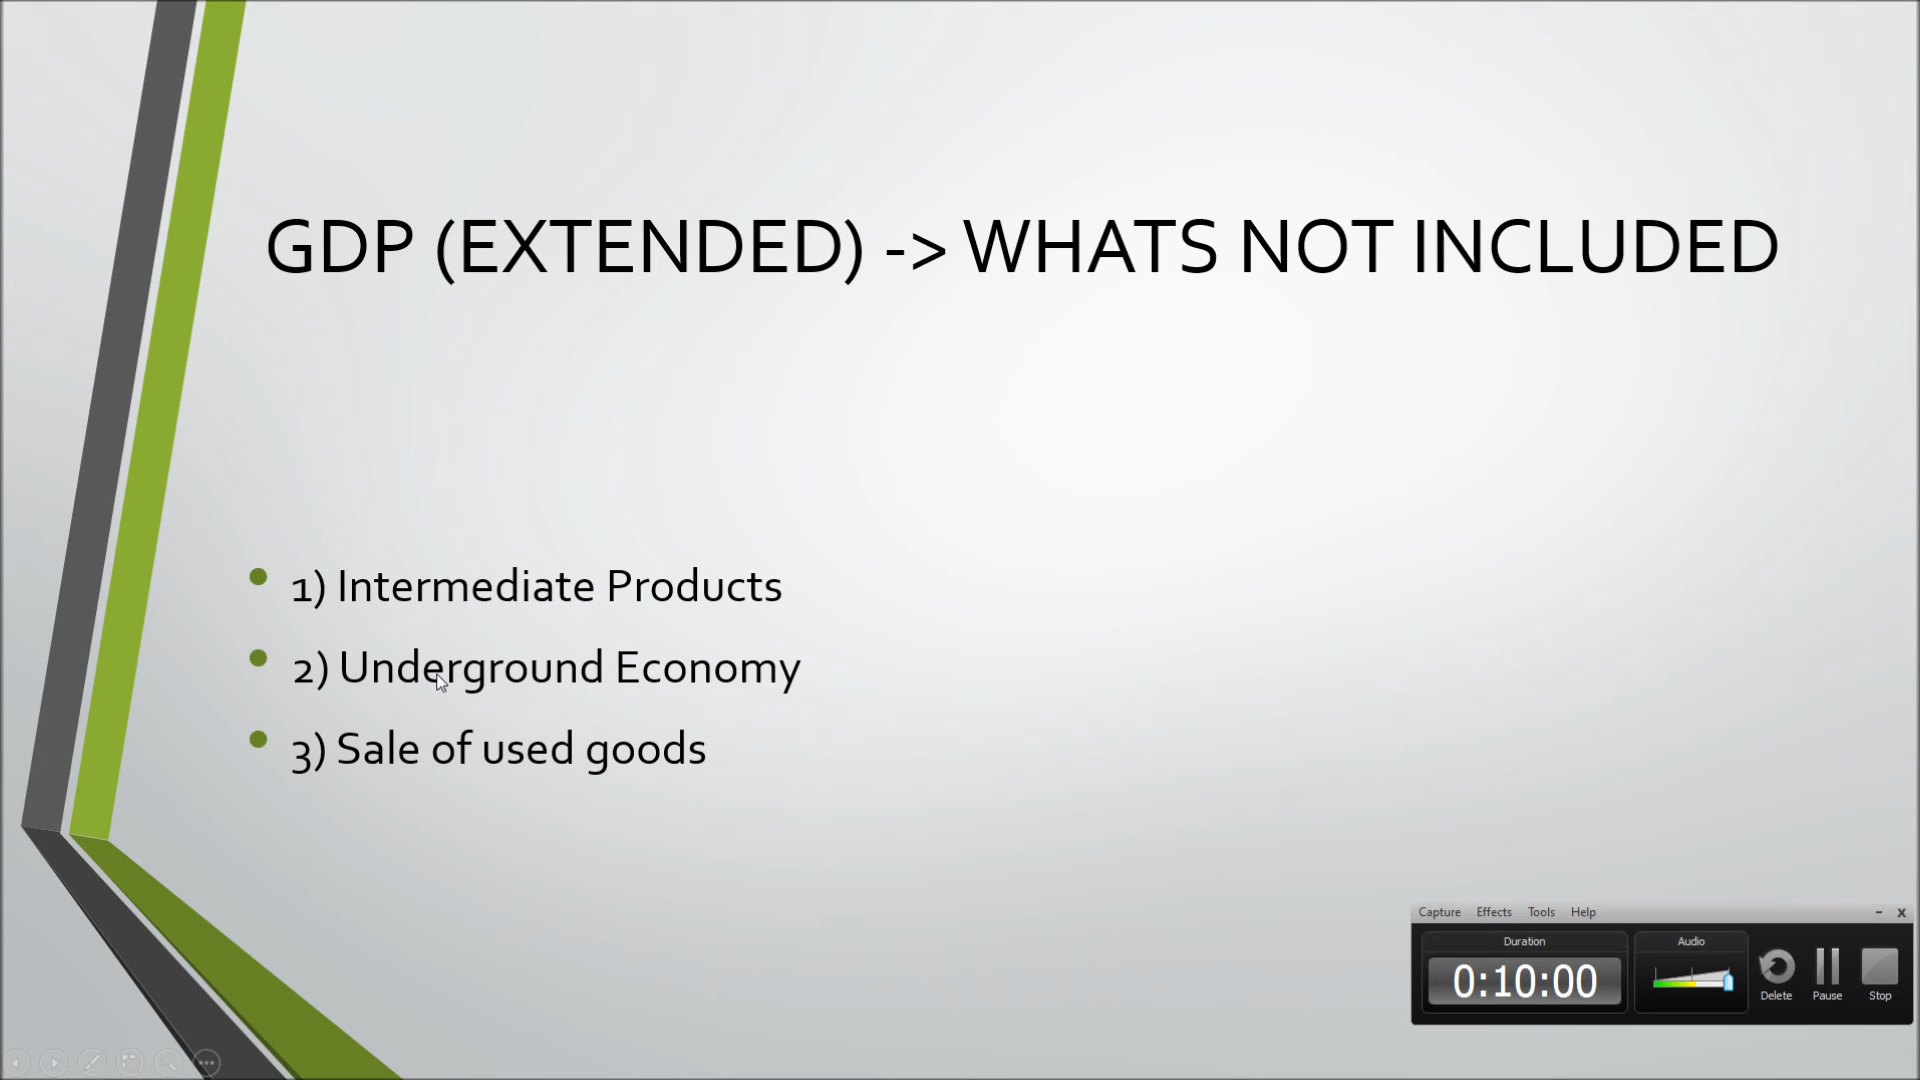 GDP (EXTENDED) -> WHATS NOT INCLUDED
1) Intermediate Products
2) Underground Economy
3) Sale of used goods
Capture Effects Tools Help
Duration
Audio
0:10:00
Delete Pause Stop